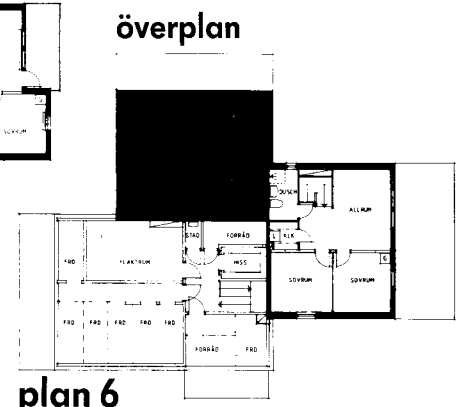 överplan
SOVRUM
DUSCH
ALLRUM
STÄD
FÖRRÅD
L
KLK
FRD
FLÄKTRUM
HISS
SOVRUM
SOVRUM
G
FRD
FRD
FRD
FRD
FRD
FÖRRÅD
FRD
plan 6